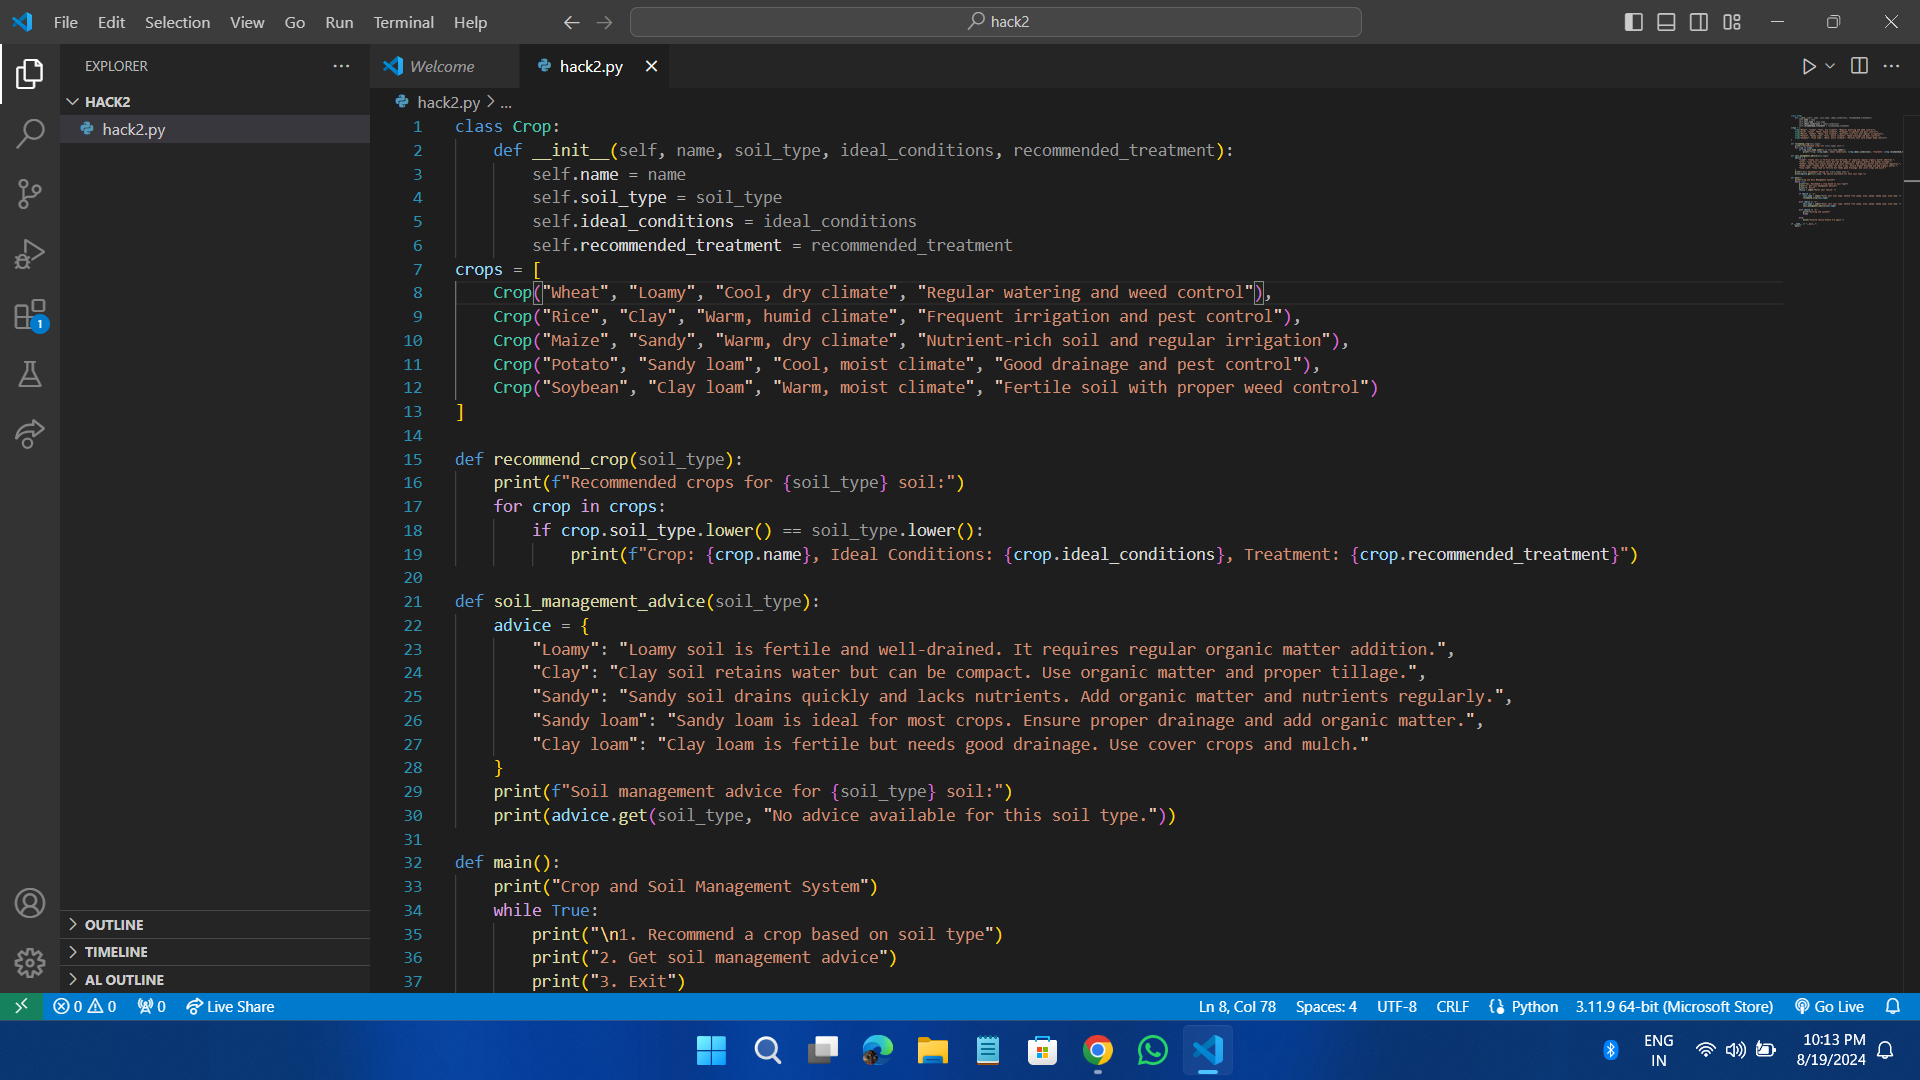 File Edit Selection View Go Run Terminal Help
hack2
EXPLORER
Welcome
hack2.py
HACK2
hack2.py
hack2.py > ...
1 class Crop:
2     def __init__(self, name, soil_type, ideal_conditions, recommended_treatment):
3         self.name = name
4         self.soil_type = soil_type
5         self.ideal_conditions = ideal_conditions
6         self.recommended_treatment = recommended_treatment
7 crops = [
8     Crop("Wheat", "Loamy", "Cool, dry climate", "Regular watering and weed control"),
9     Crop("Rice", "Clay", "Warm, humid climate", "Frequent irrigation and pest control"),
10     Crop("Maize", "Sandy", "Warm, dry climate", "Nutrient-rich soil and regular irrigation"),
11     Crop("Potato", "Sandy loam", "Cool, moist climate", "Good drainage and pest control"),
12     Crop("Soybean", "Clay loam", "Warm, moist climate", "Fertile soil with proper weed control")
13 ]
14
15 def recommend_crop(soil_type):
16     print(f"Recommended crops for {soil_type} soil:")
17     for crop in crops:
18         if crop.soil_type.lower() == soil_type.lower():
19             print(f"Crop: {crop.name}, Ideal Conditions: {crop.ideal_conditions}, Treatment: {crop.recommended_treatment}")
20
21 def soil_management_advice(soil_type):
22     advice = {
23         "Loamy": "Loamy soil is fertile and well-drained. It requires regular organic matter addition.",
24         "Clay": "Clay soil retains water but can be compact. Use organic matter and proper tillage.",
25         "Sandy": "Sandy soil drains quickly and lacks nutrients. Add organic matter and nutrients regularly.",
26         "Sandy loam": "Sandy loam is ideal for most crops. Ensure proper drainage and add organic matter.",
27         "Clay loam": "Clay loam is fertile but needs good drainage. Use cover crops and mulch."
28     }
29     print(f"Soil management advice for {soil_type} soil:")
30     print(advice.get(soil_type, "No advice available for this soil type."))
31
32 def main():
33     print("Crop and Soil Management System")
34     while True:
35         print("\n1. Recommend a crop based on soil type")
36         print("2. Get soil management advice")
37         print("3. Exit")
1
OUTLINE
TIMELINE
AL OUTLINE
0 0 0 Live Share
Ln 8, Col 78 Spaces: 4 UTF-8 CRLF Python 3.11.9 64-bit (Microsoft Store) Go Live
ENG
IN
10:13 PM
8/19/2024